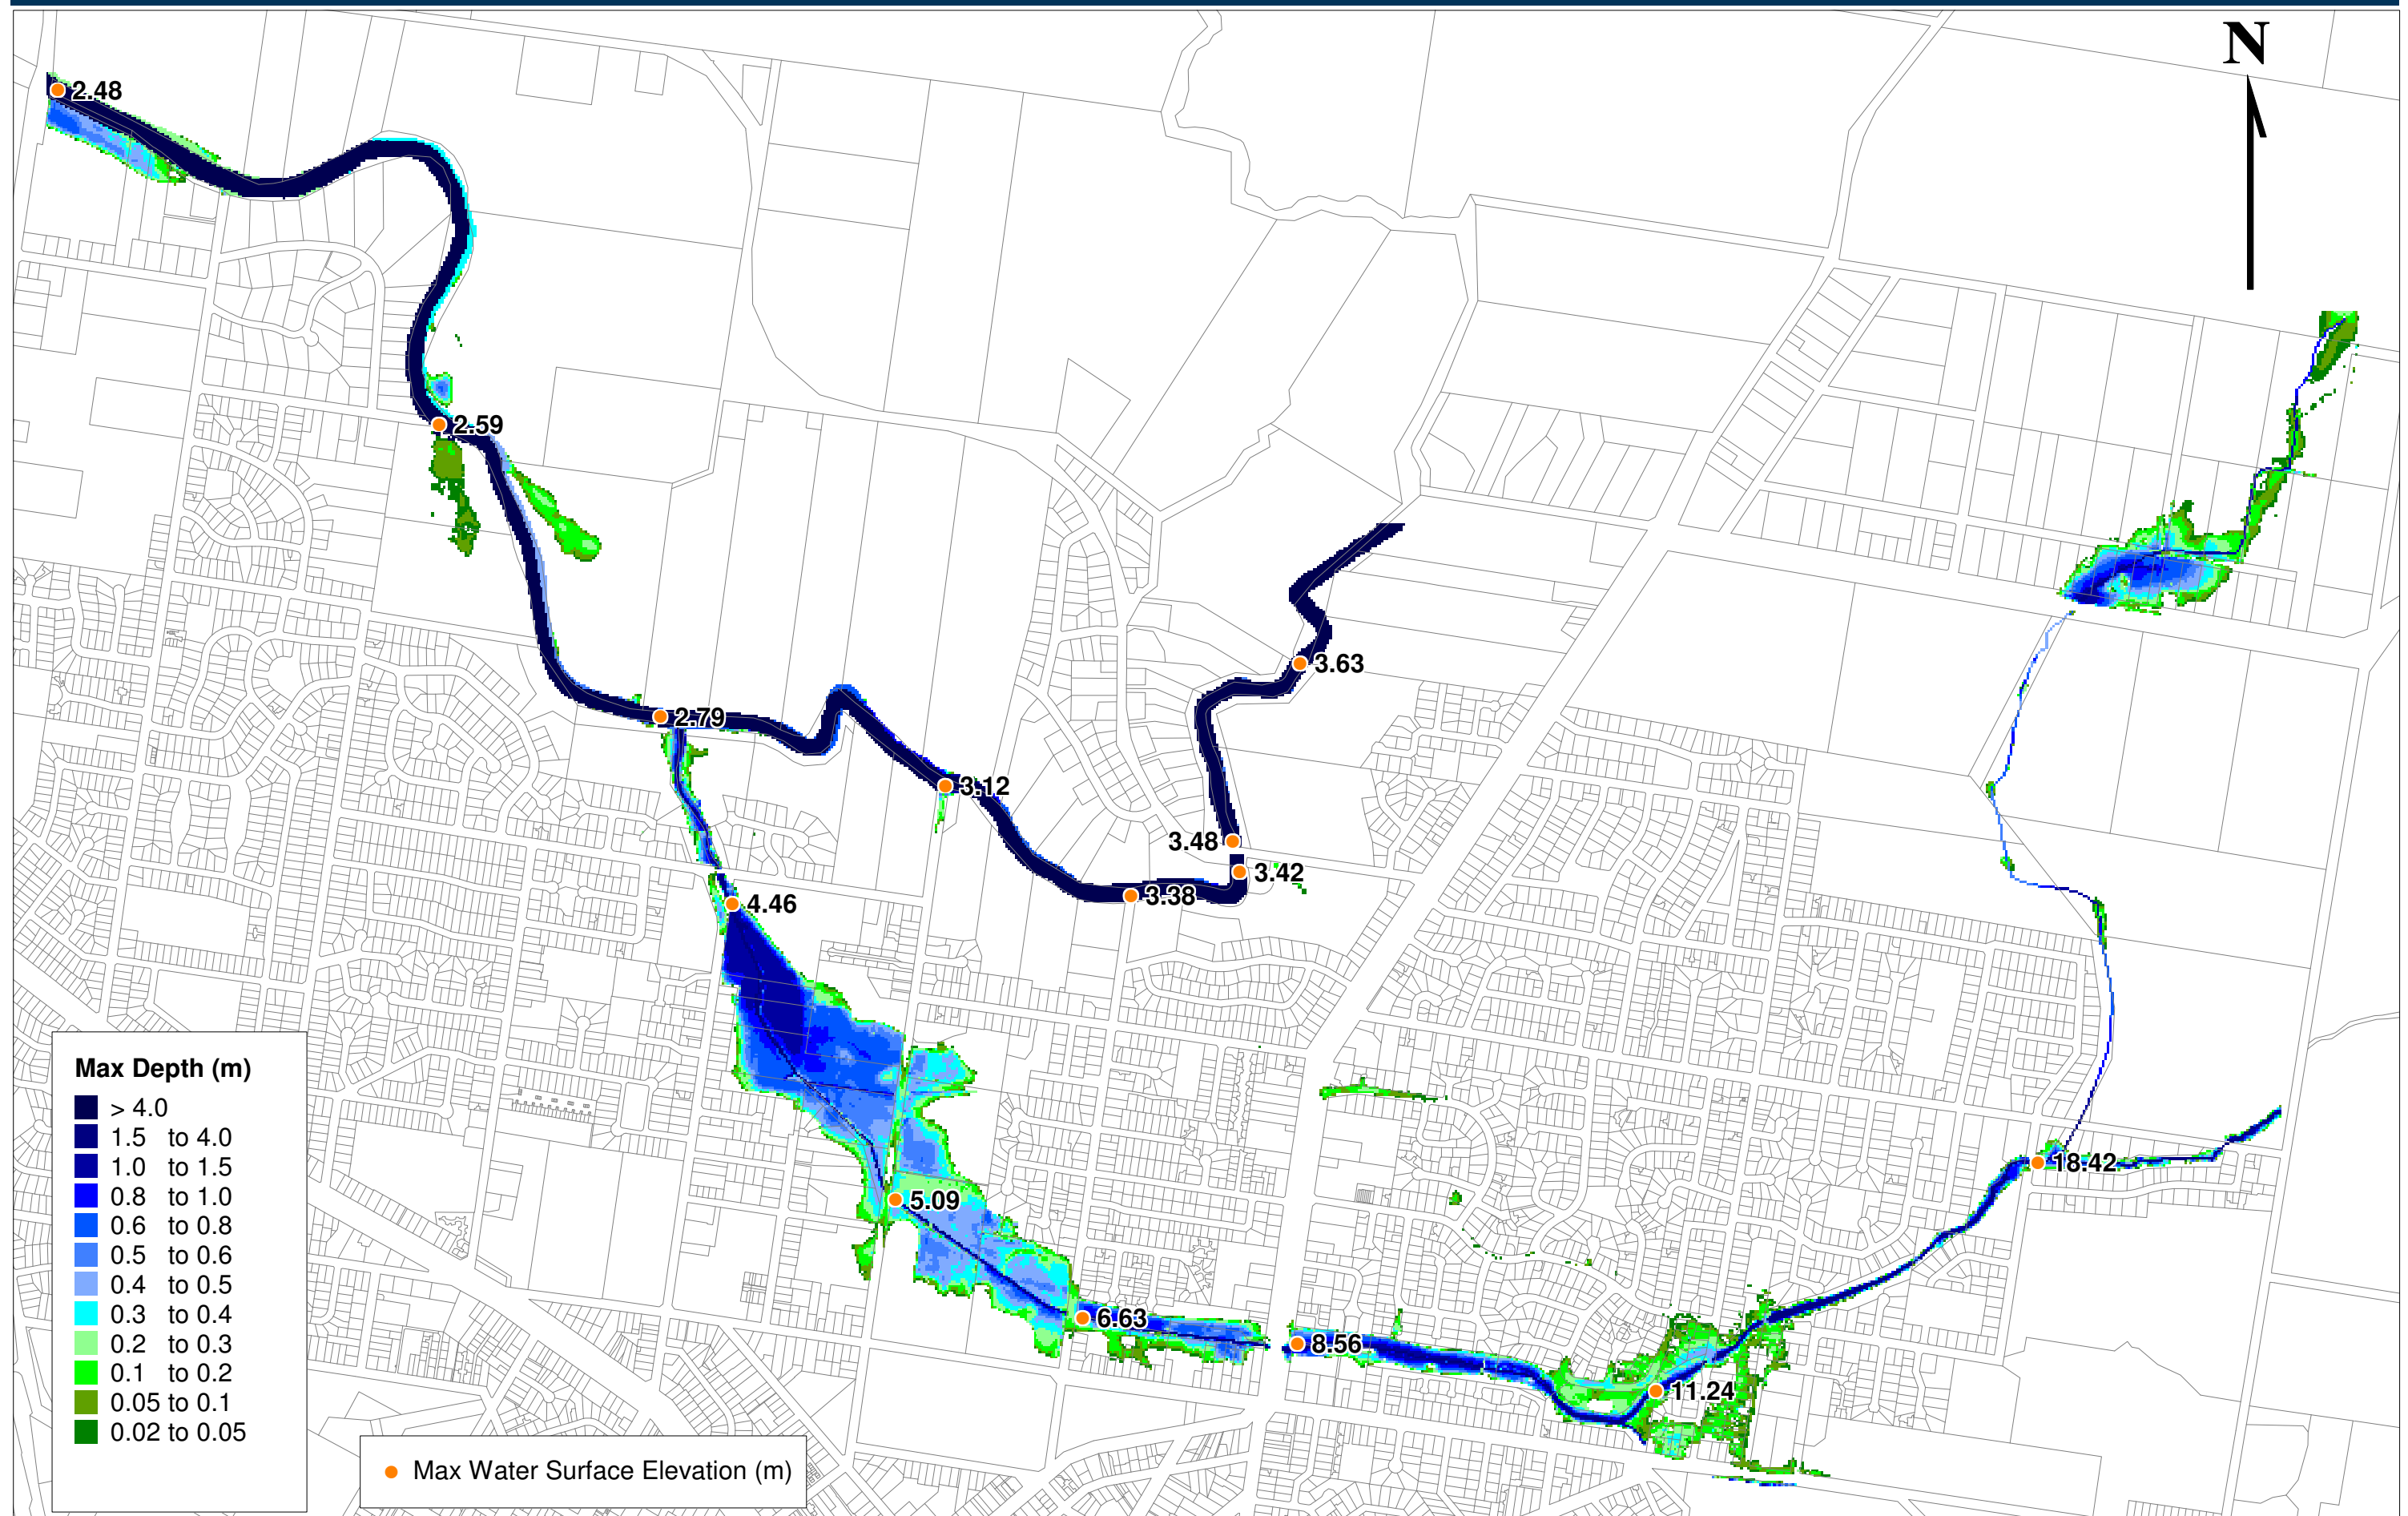 N
2.48
2.59
3.63
2.79
3.12
3.48
3.42
3.38
4.46
18.42
5.09
6.63
8.56
11.24
Max Depth (m)
> 4.0
1.5 to 4.0
1.0 to 1.5
0.8 to 1.0
0.6 to 0.8
0.5 to 0.6
0.4 to 0.5
0.3 to 0.4
0.2 to 0.3
0.1 to 0.2
0.05 to 0.1
0.02 to 0.05
Max Water Surface Elevation (m)